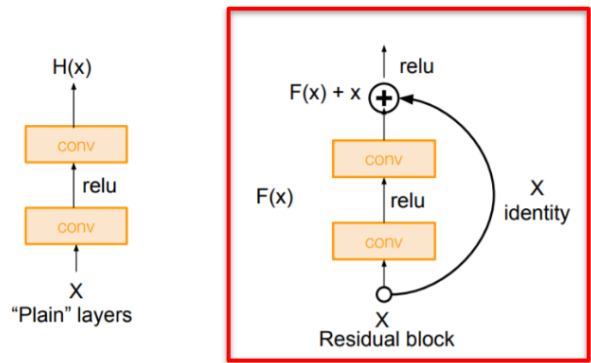 H(x)
conv
relu
conv
X
"Plain" layers
relu
F(x) + x
conv
relu
F(x)
conv
X
identity
X
Residual block